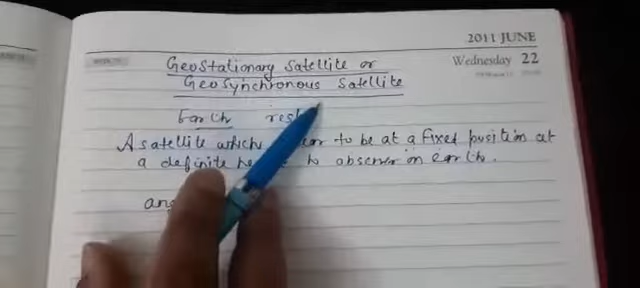 2011 JUNE
Wednesday 22
GeoStationary Satellite or
GeoSynchronous Satellite
Earth
A satellite which to be at a fixed position at
a definite to observer on earth.